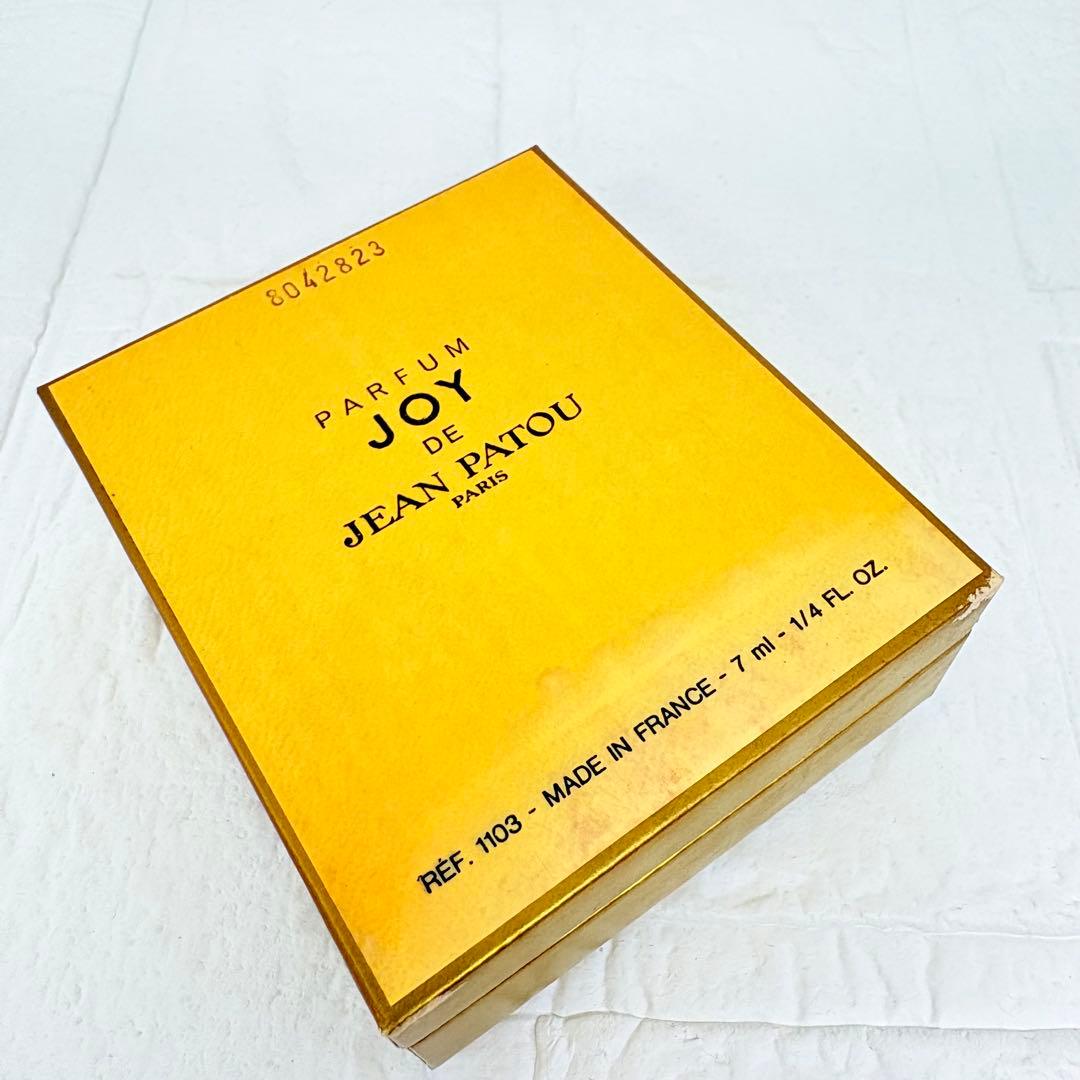 8042823
PARFUM
JOY
DE
JEAN PATOU
PARIS
RÉF. 1103 - MADE IN FRANCE - 7 ml - 1/4 FL. OZ.